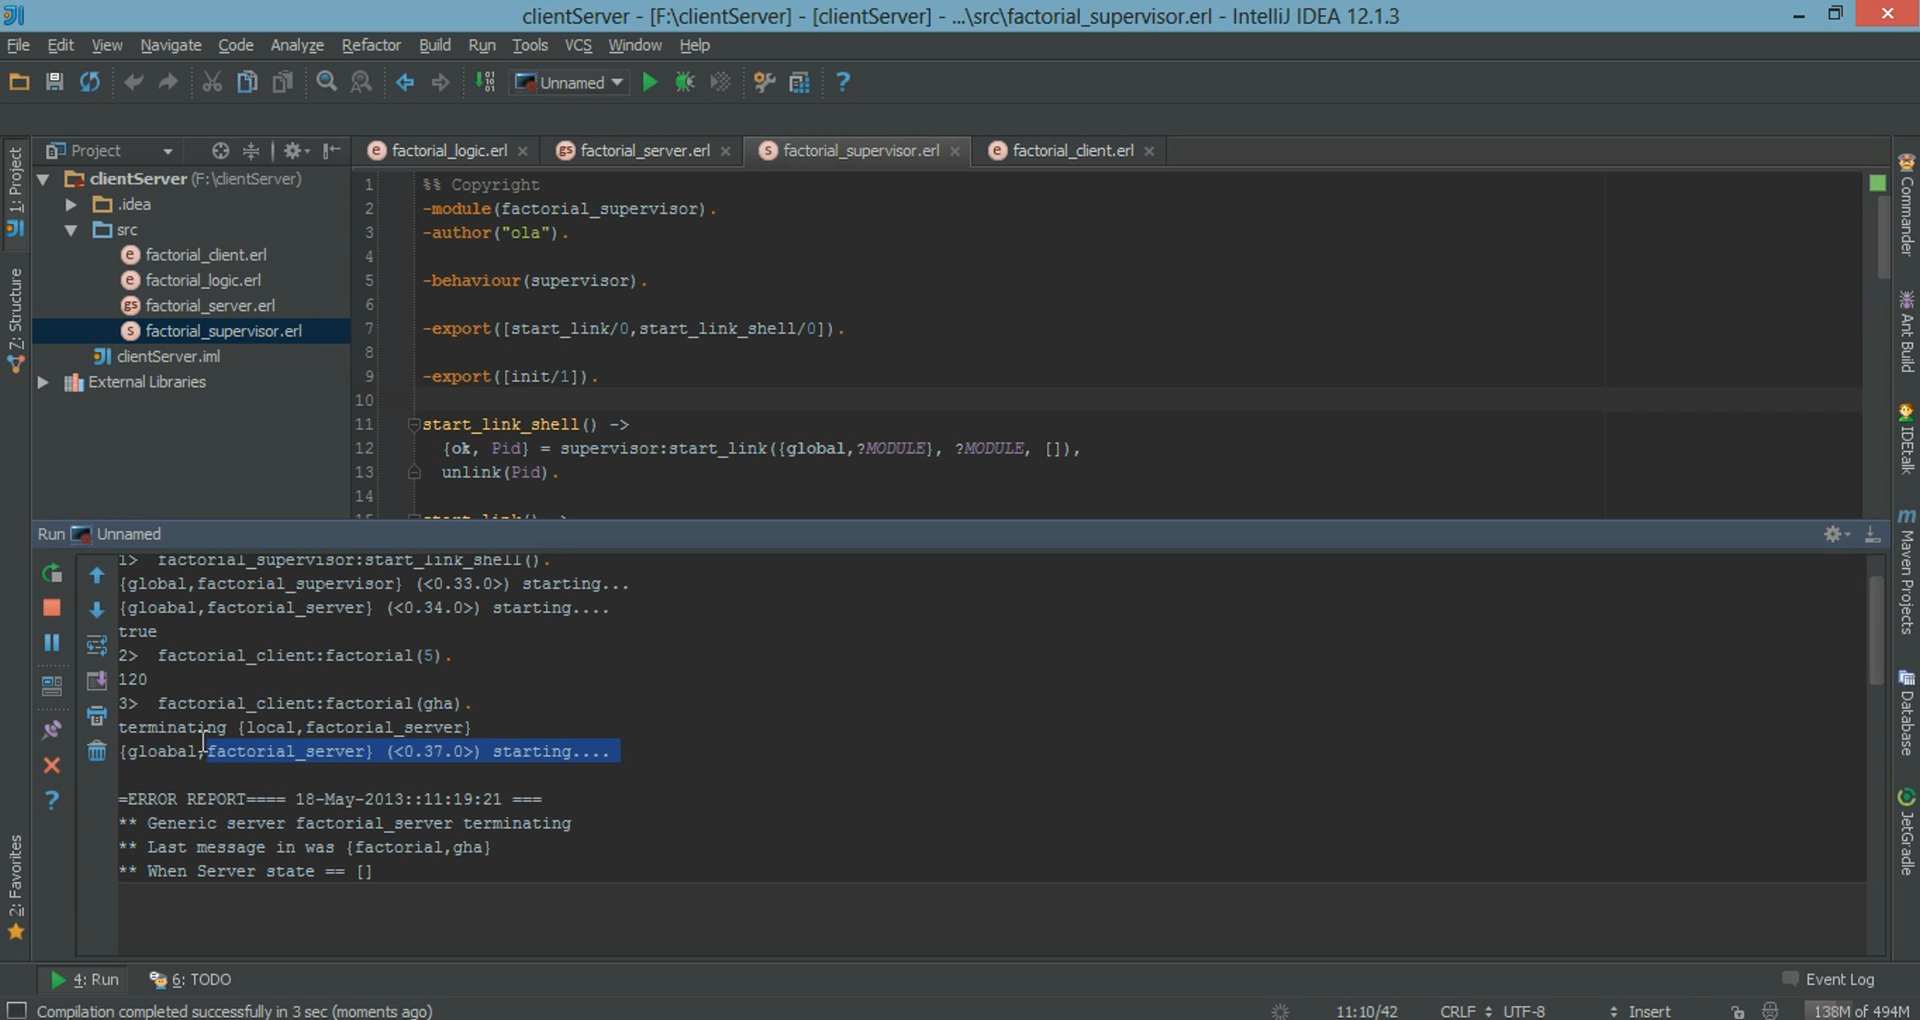 clientServer - [F:\clientServer] - [clientServer] - ...\src\factorial_supervisor.erl - IntelliJ IDEA 12.1.3
File Edit View Navigate Code Analyze Refactor Build Run Tools VCS Window Help
Unnamed
Project
factorial_logic.erl factorial_server.erl factorial_supervisor.erl factorial_client.erl
1: Project
Z: Structure
2: Favorites
clientServer (F:\clientServer)
.idea
src
factorial_client.erl
factorial_logic.erl
factorial_server.erl
factorial_supervisor.erl
clientServer.iml
External Libraries
1 %% Copyright
2 -module(factorial_supervisor).
3 -author("ola").
4
5 -behaviour(supervisor).
6
7 -export([start_link/0,start_link_shell/0]).
8
9 -export([init/1]).
10
11 start_link_shell() ->
12 {ok, Pid} = supervisor:start_link({global,?MODULE}, ?MODULE, []),
13 unlink(Pid).
14
15 start_link() ->
Commander
Ant Build
IDEtalk
Maven Projects
Database
JetGradle
Run Unnamed
1> factorial_supervisor:start_link_shell().
{global,factorial_supervisor} (<0.33.0>) starting...
{gloabal,factorial_server} (<0.34.0>) starting....
true
2> factorial_client:factorial(5).
120
3> factorial_client:factorial(gha).
terminating {local,factorial_server}
{gloabal,factorial_server} (<0.37.0>) starting....
=ERROR REPORT==== 18-May-2013::11:19:21 ===
** Generic server factorial_server terminating
** Last message in was {factorial,gha}
** When Server state == []
4: Run 6: TODO Event Log
Compilation completed successfully in 3 sec (moments ago) 11:10/42 CRLF UTF-8 Insert 138M of 494M